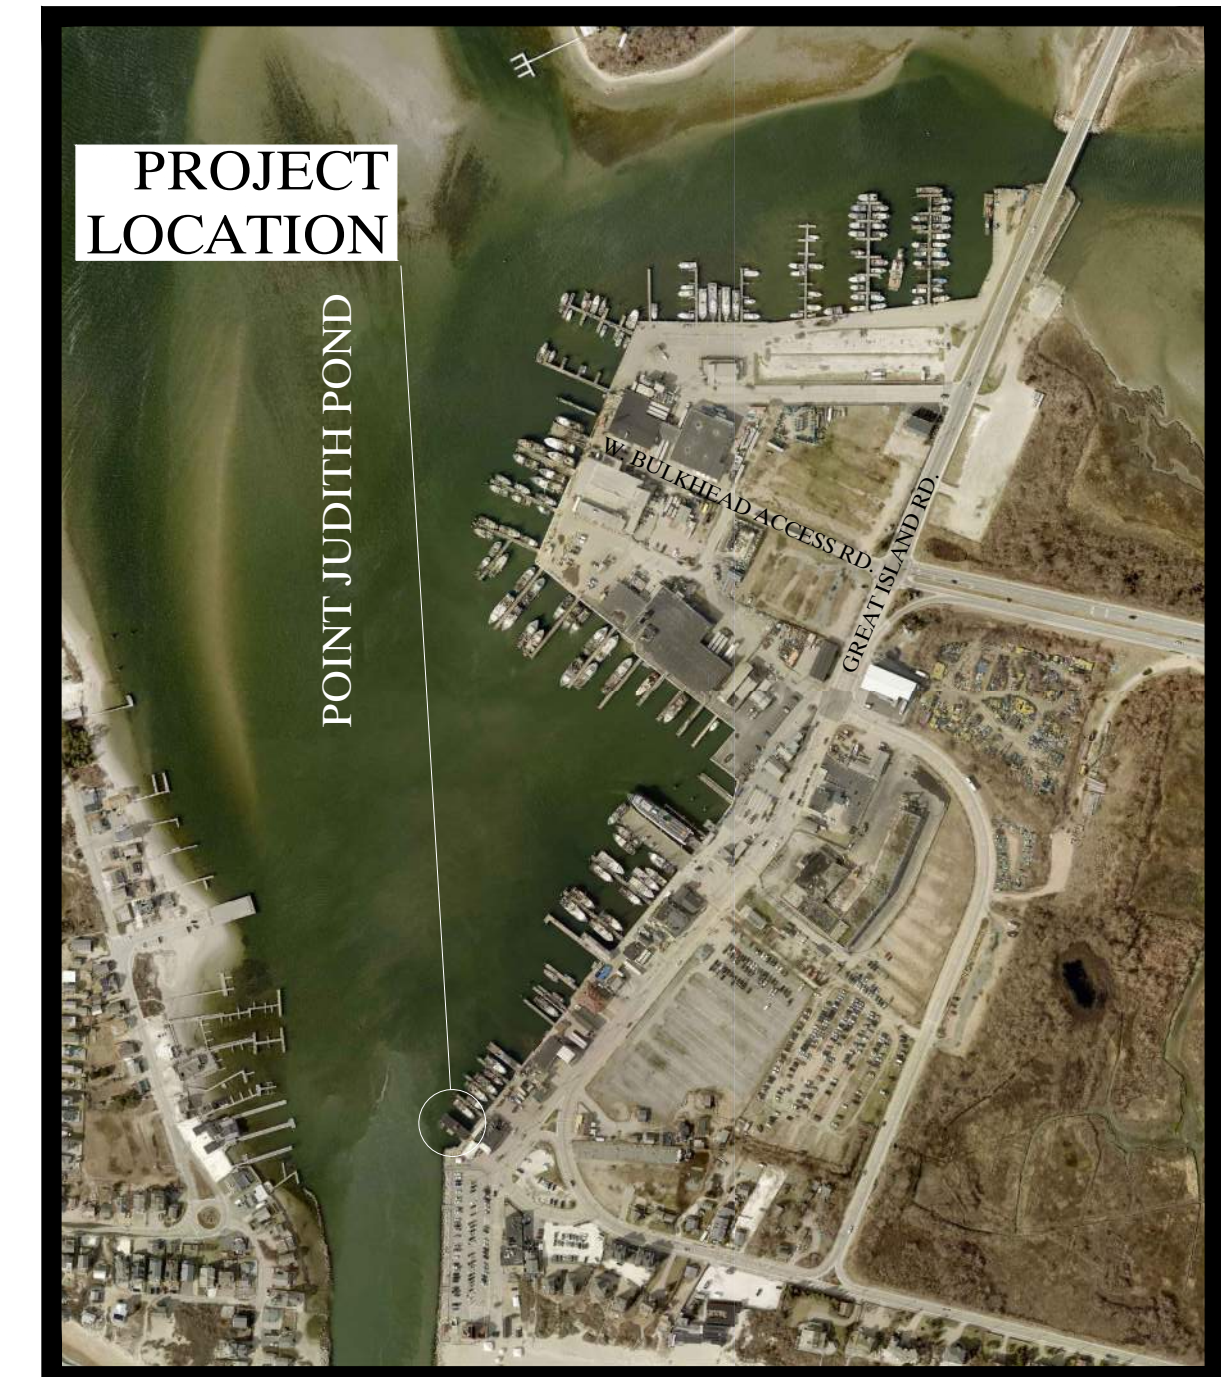 PROJECT
LOCATION
POINT JUDITH POND
W. BULKHEAD ACCESS RD.
GREAT ISLAND RD.